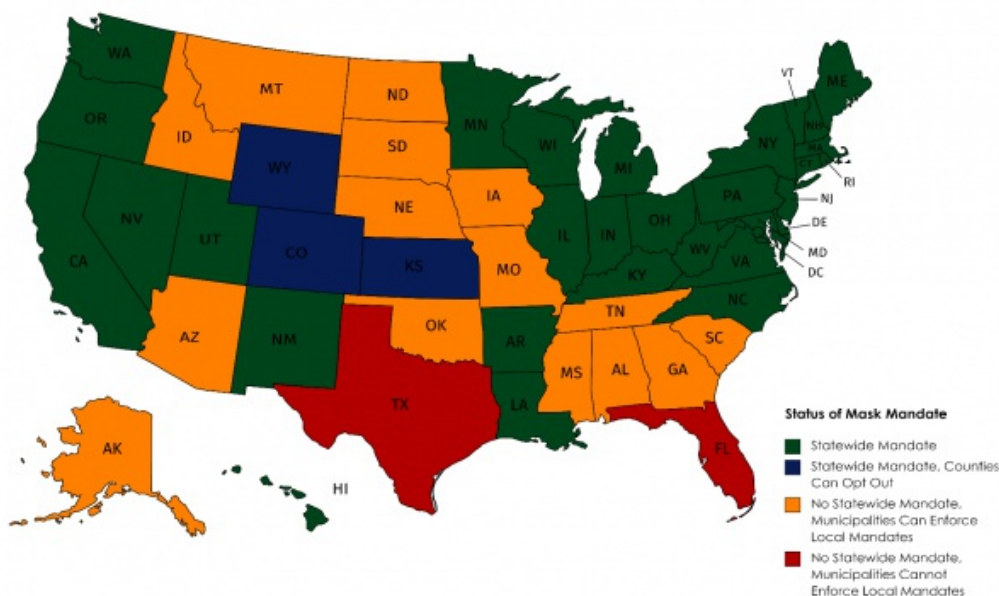 WA
OR
CA
NV
ID
MT
WY
UT
CO
AZ
NM
ND
SD
NE
KS
OK
TX
MN
IA
MO
AR
LA
WI
IL
MI
IN
OH
KY
TN
MS
AL
GA
FL
SC
NC
VA
WV
PA
NY
VT
NH
ME
MA
CT
RI
NJ
DE
MD
DC
AK
HI
Status of Mask Mandate
Statewide Mandate
Statewide Mandate, Counties
Can Opt Out
No Statewide Mandate,
Municipalities Can Enforce
Local Mandates
No Statewide Mandate,
Municipalities Cannot
Enforce Local Mandates